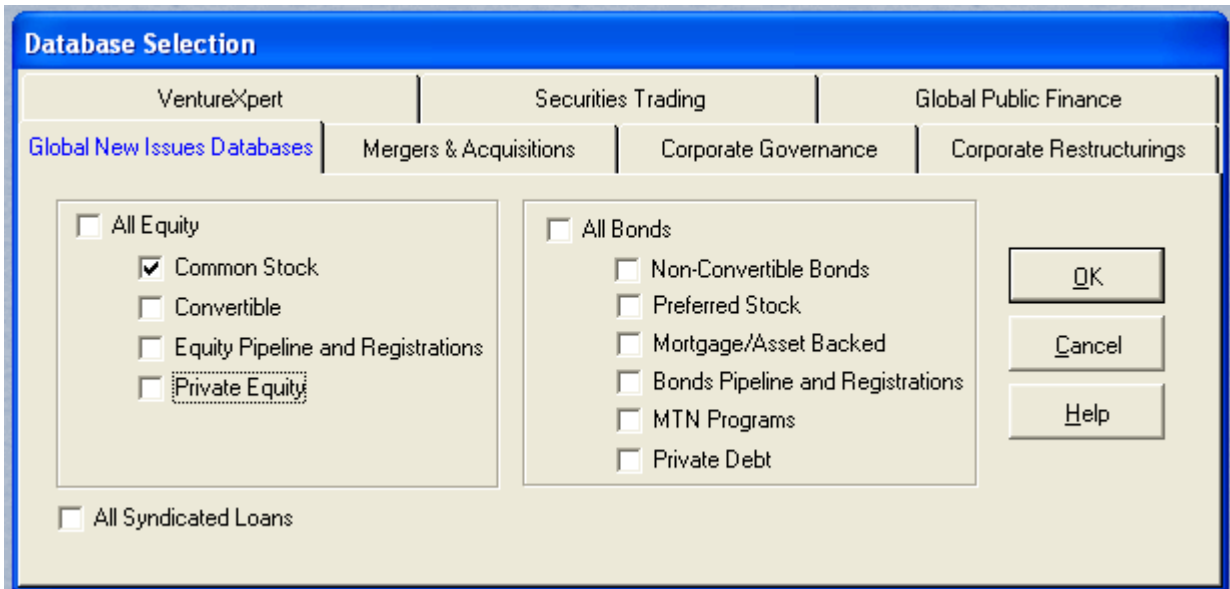 Database Selection
VentureXpert Securities Trading Global Public Finance
Global New Issues Databases Mergers & Acquisitions Corporate Governance Corporate Restructurings
All Equity
Common Stock
Convertible
Equity Pipeline and Registrations
Private Equity
All Bonds
Non-Convertible Bonds
Preferred Stock
Mortgage/Asset Backed
Bonds Pipeline and Registrations
MTN Programs
Private Debt
OK
Cancel
Help
All Syndicated Loans